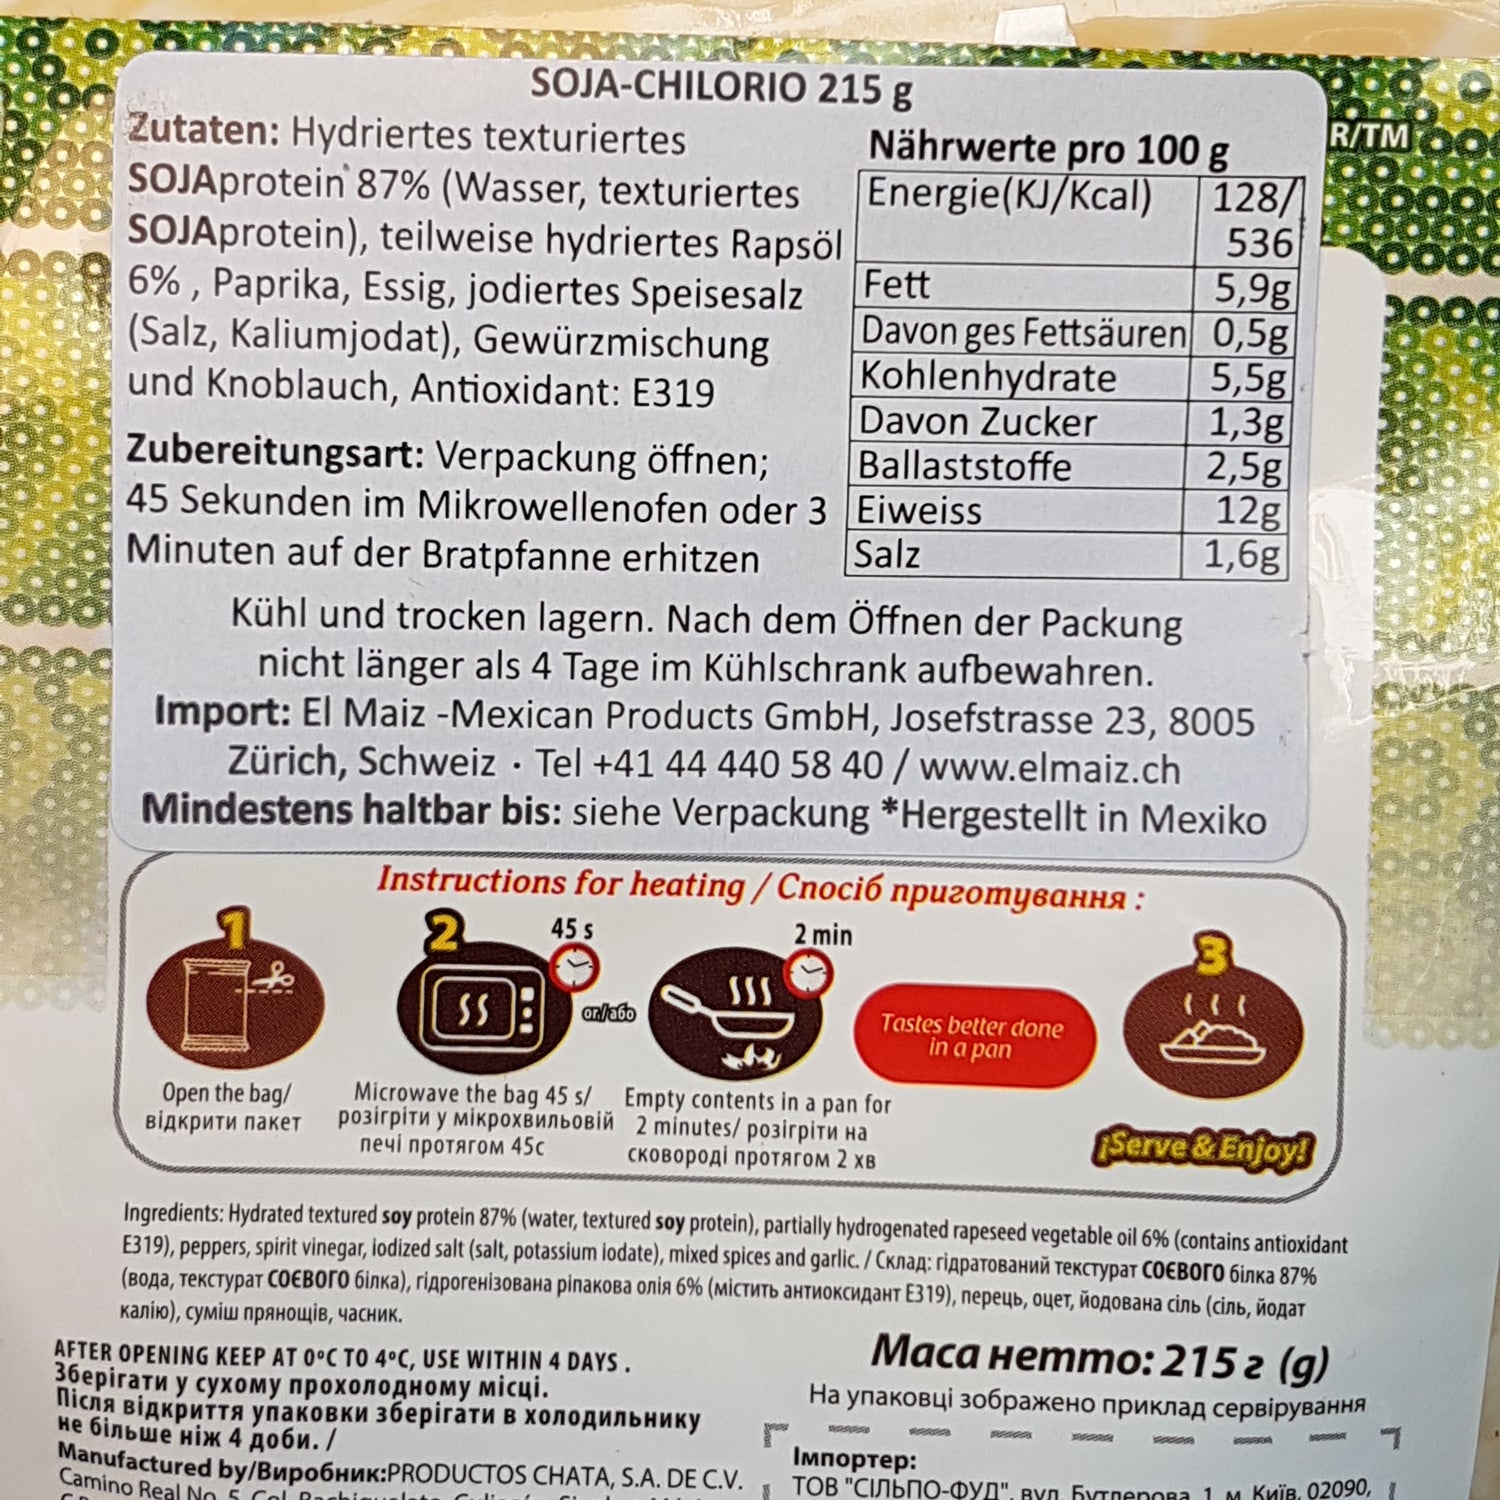 SOJA-CHILORIO 215 g
Zutaten: Hydriertes texturiertes
SOJAprotein 87% (Wasser, texturiertes
SOJAprotein), teilweise hydriertes Rapsöl
6% , Paprika, Essig, jodiertes Speisesalz
(Salz, Kaliumjodat), Gewürzmischung
und Knoblauch, Antioxidant: E319
Zubereitungsart: Verpackung öffnen;
45 Sekunden im Mikrowellenofen oder 3
Minuten auf der Bratpfanne erhitzen
Nährwerte pro 100 g
Energie(KJ/Kcal) 128/
536
Fett 5,9g
Davon ges Fettsäuren 0,5g
Kohlenhydrate 5,5g
Davon Zucker 1,3g
Ballaststoffe 2,5g
Eiweiss 12g
Salz 1,6g
R/TM
Kühl und trocken lagern. Nach dem Öffnen der Packung
nicht länger als 4 Tage im Kühlschrank aufbewahren.
Import: El Maiz -Mexican Products GmbH, Josefstrasse 23, 8005
Zürich, Schweiz · Tel +41 44 440 58 40 / www.elmaiz.ch
Mindestens haltbar bis: siehe Verpackung *Hergestellt in Mexiko
Instructions for heating / Спосіб приготування :
1
Open the bag/
відкрити пакет
2
45 s
Microwave the bag 45 s/
розігріти у мікрохвильовій
печі протягом 45с
or/або
2 min
Empty contents in a pan for
2 minutes/ розігріти на
сковороді протягом 2 хв
Tastes better done
in a pan
3
¡Serve & Enjoy!
Ingredients: Hydrated textured soy protein 87% (water, textured soy protein), partially hydrogenated rapeseed vegetable oil 6% (contains antioxidant
E319), peppers, spirit vinegar, iodized salt (salt, potassium iodate), mixed spices and garlic. / Склад: гідратований текстурат СОЄВОГО білка 87%
(вода, текстурат СОЄВОГО білка), гідрогенізована ріпакова олія 6% (містить антиоксидант Е319), перець, оцет, йодована сіль (сіль, йодат
калію), суміш прянощів, часник.
AFTER OPENING KEEP AT 0ºC TO 4ºC, USE WITHIN 4 DAYS .
Зберігати у сухому прохолодному місці.
Після відкриття упаковки зберігати в холодильнику
не більше ніж 4 доби. /
Manufactured by/Виробник:PRODUCTOS CHATA, S.A. DE C.V.
Camino Real No. 5
Маса нетто: 215 г (g)
На упаковці зображено приклад сервірування
Імпортер:
ТОВ "СІЛЬПО-ФУД", вул. Бутлерова, 1, м. Київ, 02090,